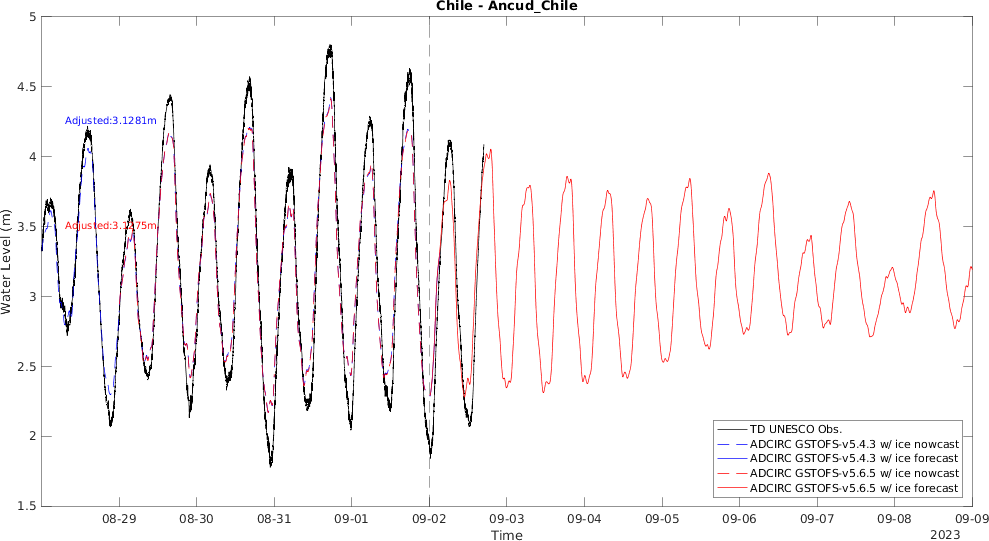 Chile - Ancud_Chile
5
4.5
4
3.5
3
2.5
2
1.5
Water Level (m)
Adjusted:3.1281m
Adjusted:3.1275m
08-29 08-30 08-31 09-01 09-02 09-03 09-04 09-05 09-06 09-07 09-08 09-09
Time
2023
TD UNESCO Obs.
ADCIRC GSTOFS-v5.4.3 w/ ice nowcast
ADCIRC GSTOFS-v5.4.3 w/ ice forecast
ADCIRC GSTOFS-v5.6.5 w/ ice nowcast
ADCIRC GSTOFS-v5.6.5 w/ ice forecast